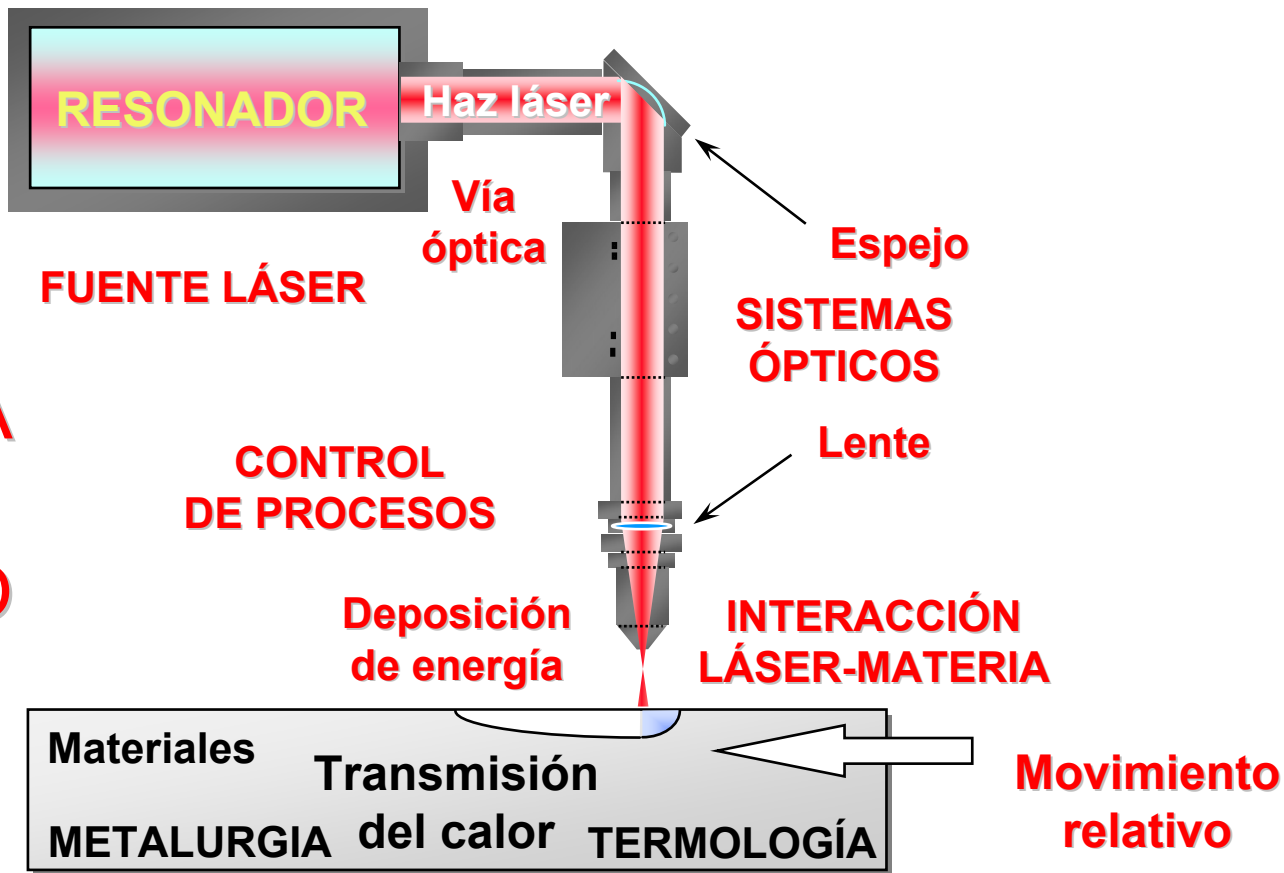 RESONADOR
Haz láser
Vía
óptica
Espejo
FUENTE LÁSER
SISTEMAS
ÓPTICOS
A
Lente
CONTROL
DE PROCESOS
O
Deposición
de energía
INTERACCIÓN
LÁSER-MATERIA
Materiales
Transmisión
del calor
METALURGIA
TERMOLOGÍA
Movimiento
relativo